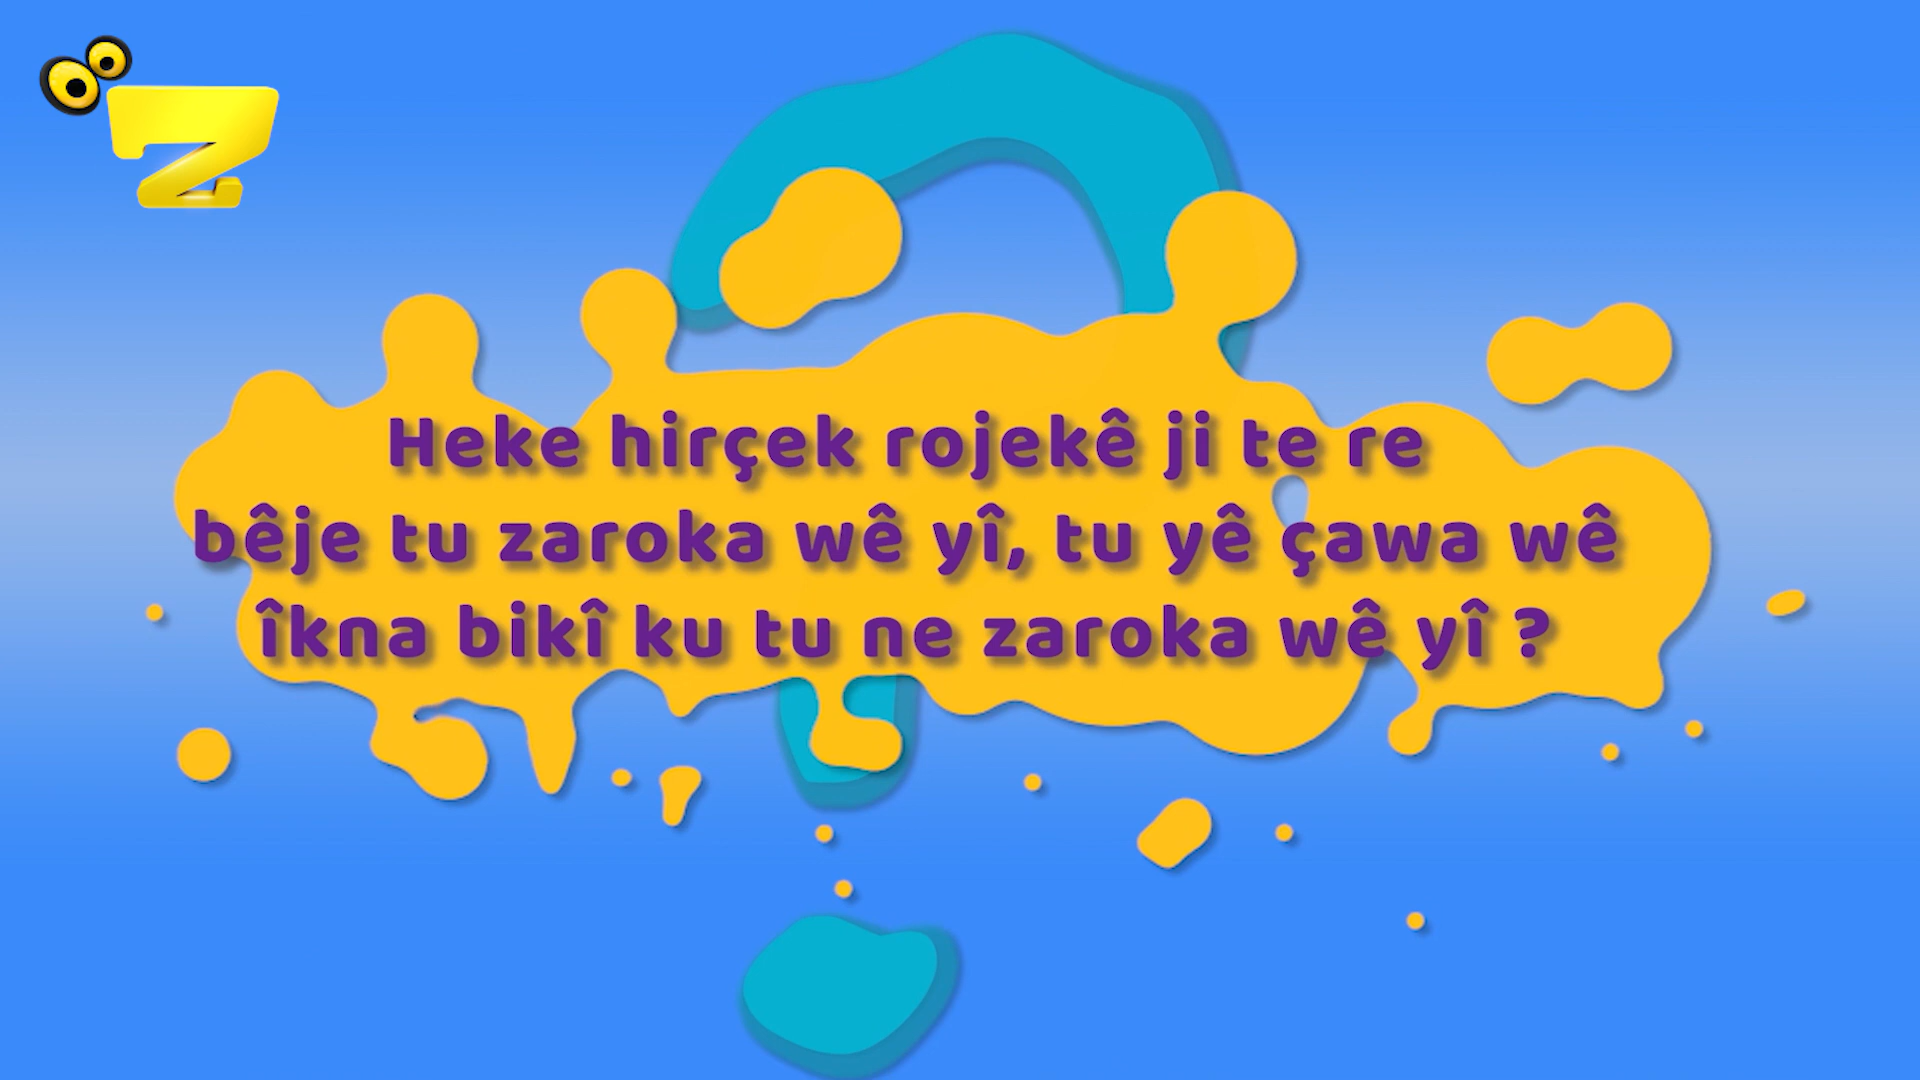 Z
Heke hirçek rojekê ji te re
bêje tu zaroka wê yî, tu yê çawa wê
îkna bikî ku tu ne zaroka wê yî ?